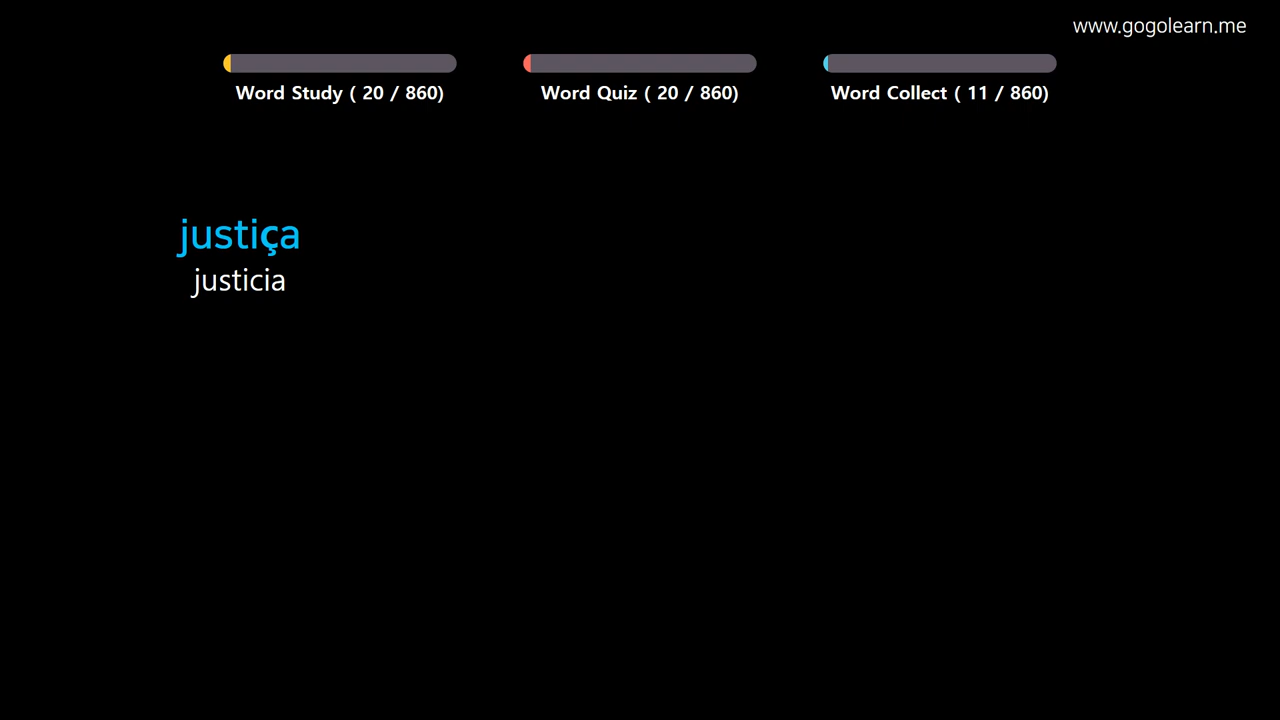 www.gogolearn.me
Word Study ( 20 / 860)
Word Quiz ( 20 / 860)
Word Collect ( 11 / 860)
justiça
justicia